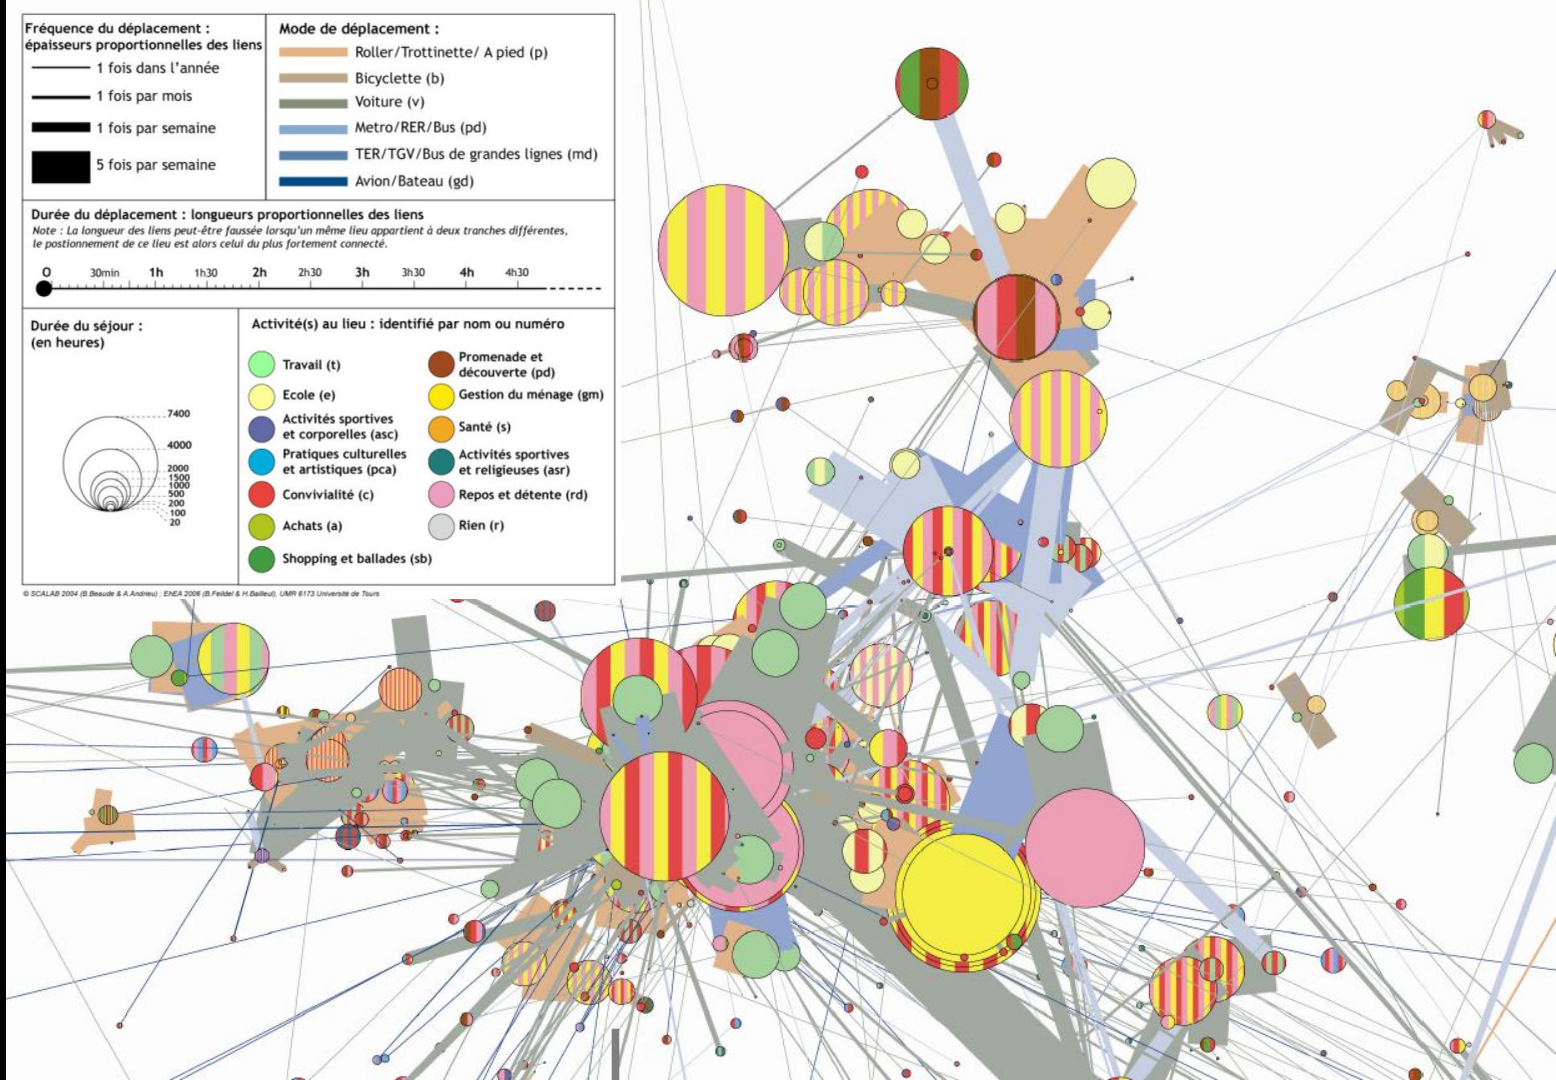 Fréquence du déplacement :
épaisseurs proportionnelles des liens
1 fois dans l'année
1 fois par mois
1 fois par semaine
5 fois par semaine
Mode de déplacement :
Roller/Trottinette/ A pied (p)
Bicyclette (b)
Voiture (v)
Metro/RER/Bus (pd)
TER/TGV/Bus de grandes lignes (md)
Avion/Bateau (gd)
Durée du déplacement : longueurs proportionnelles des liens
Note : La longueur des liens peut-être faussée lorsqu'un même lieu appartient à deux tranches différentes,
le postionnement de ce lieu est alors celui du plus fortement connecté.
0 30min 1h 1h30 2h 2h30 3h 3h30 4h 4h30
Durée du séjour :
(en heures)
7400
4000
2000
1500
1000
500
200
100
20
Activité(s) au lieu : identifié par nom ou numéro
Travail (t)
Ecole (e)
Activités sportives
et corporelles (asc)
Pratiques culturelles
et artistiques (pca)
Convivialité (c)
Achats (a)
Shopping et ballades (sb)
Promenade et
découverte (pd)
Gestion du ménage (gm)
Santé (s)
Activités sportives
et religieuses (asr)
Repos et détente (rd)
Rien (r)
© SCALAB 2004 (B.Beaude & A.Andrieu) ; ENEA 2006 (B.Feildel & H.Bailleul), UMR 6173 Université de Tours